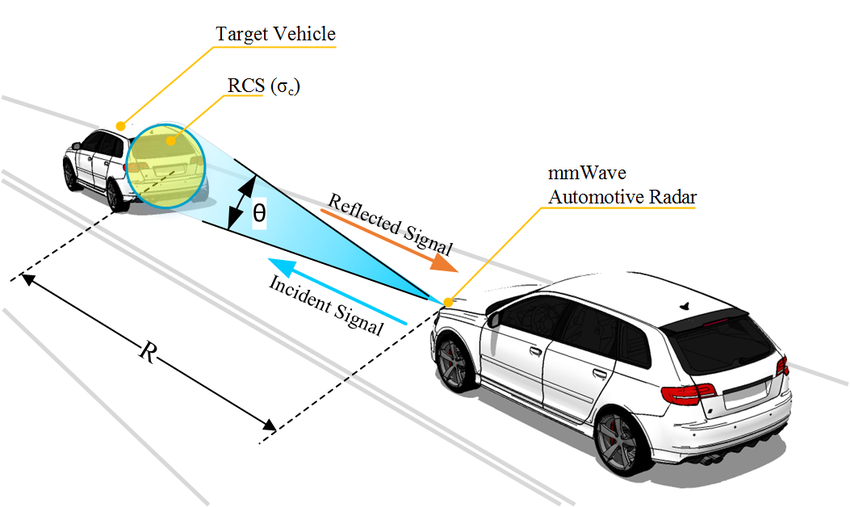 Target Vehicle
RCS (σc)
mmWave
Automotive Radar
θ
Reflected Signal
Incident Signal
R